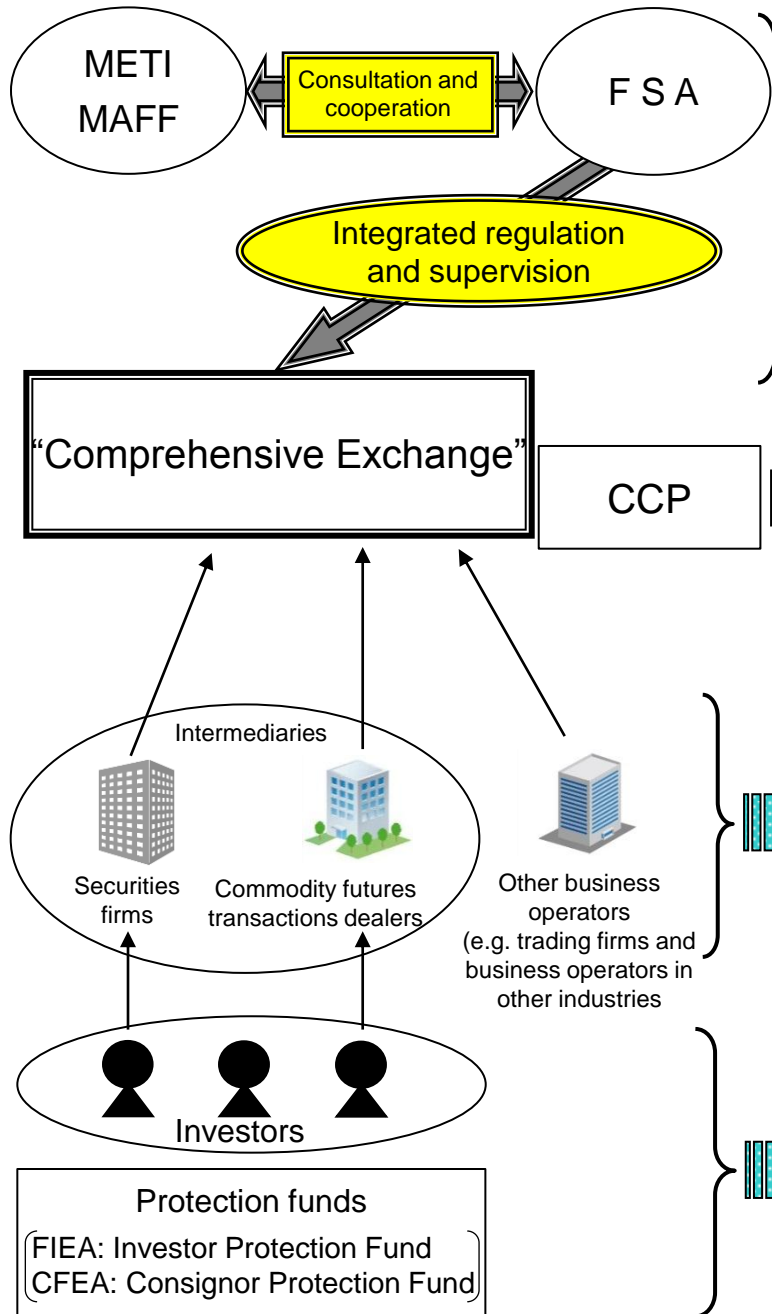 METI
MAFF
Consultation and
cooperation
F S A
Integrated regulation
and supervision
“Comprehensive Exchange”
CCP
Intermediaries
Securities
firms
Commodity futures
transactions dealers
Other business
operators
(e.g. trading firms and
business operators in
other industries
Investors
Protection funds
FIEA: Investor Protection Fund
CFEA: Consignor Protection Fund